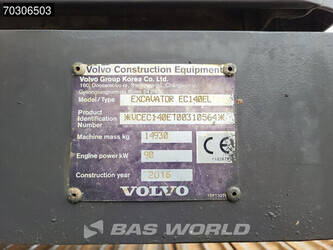 70306503
Volvo Construction Equipment
Volvo Group Korea Co. Ltd.
Model/Type EXCAVATOR EC140EL
Product
Identification *VCEC140ET00310564*
Number
Machine mass kg 14930
Engine power kW 90
Construction year 2016
CE
VOLVO
BAS WORLD